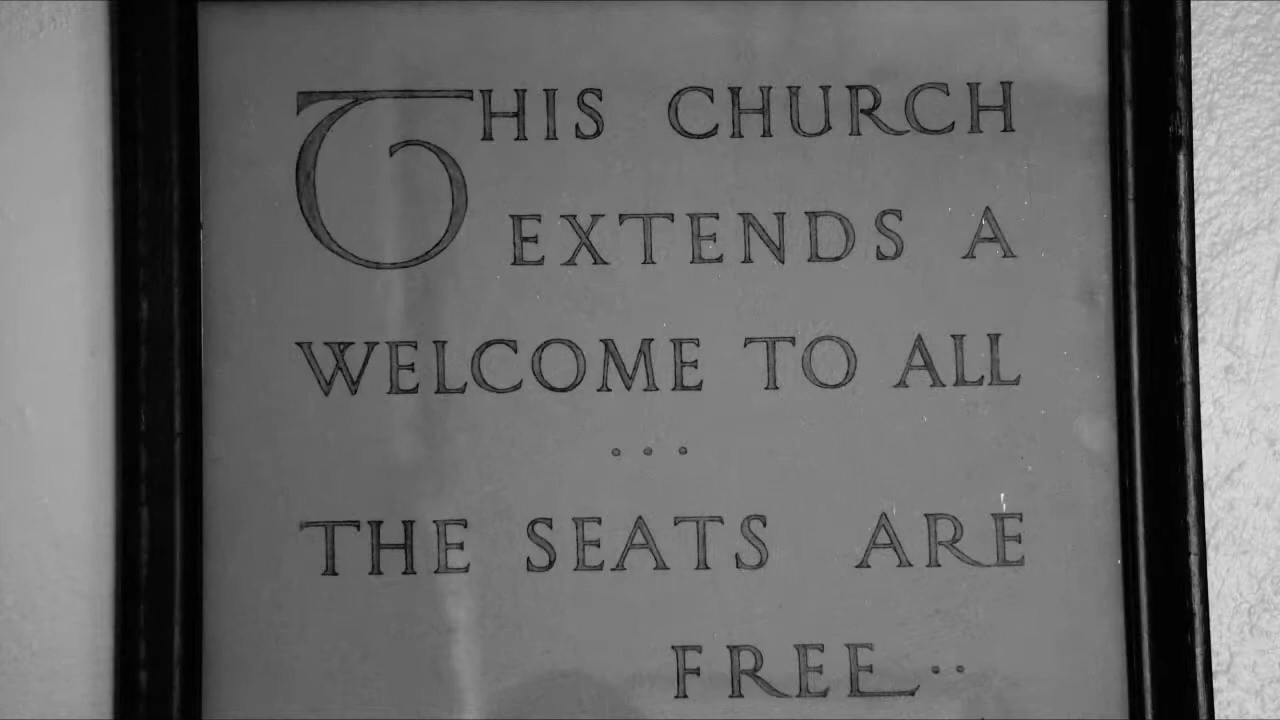 THIS CHURCH
EXTENDS A
WELCOME TO ALL
...
THE SEATS ARE
FREE..